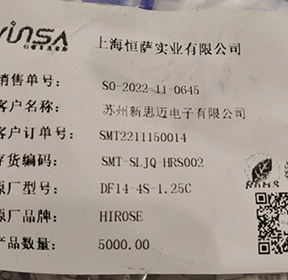 VINSA 上海恒萨实业有限公司
销售单号: SO-2022-11-0645
客户名称: 苏州新思迈电子有限公司
客户订单号: SMT2211150014
货编码: SMT-SLJQ-HRS002
原厂型号: DF14-4S-1.25C
原厂品牌: HIROSE
产品数量: 5000.00
RoHS